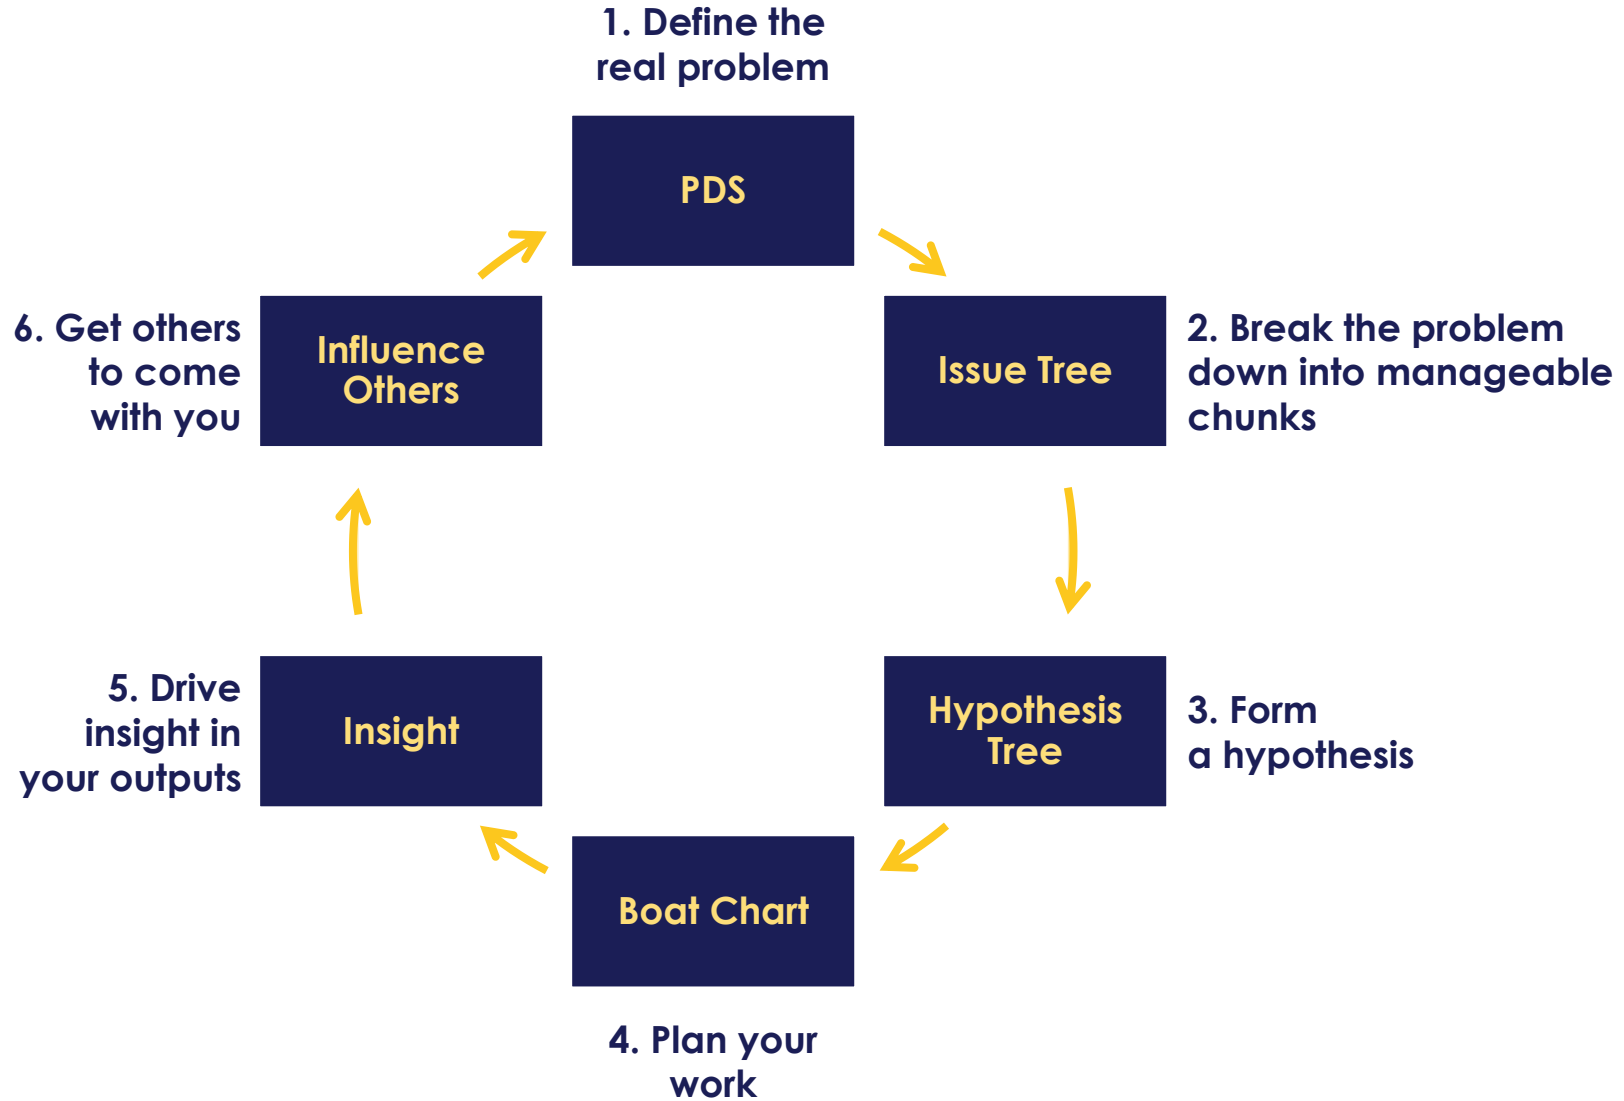 1. Define the
real problem
PDS
Issue Tree
2. Break the problem
down into manageable
chunks
Hypothesis
Tree
3. Form
a hypothesis
Boat Chart
4. Plan your
work
Insight
5. Drive
insight in
your outputs
Influence
Others
6. Get others
to come
with you